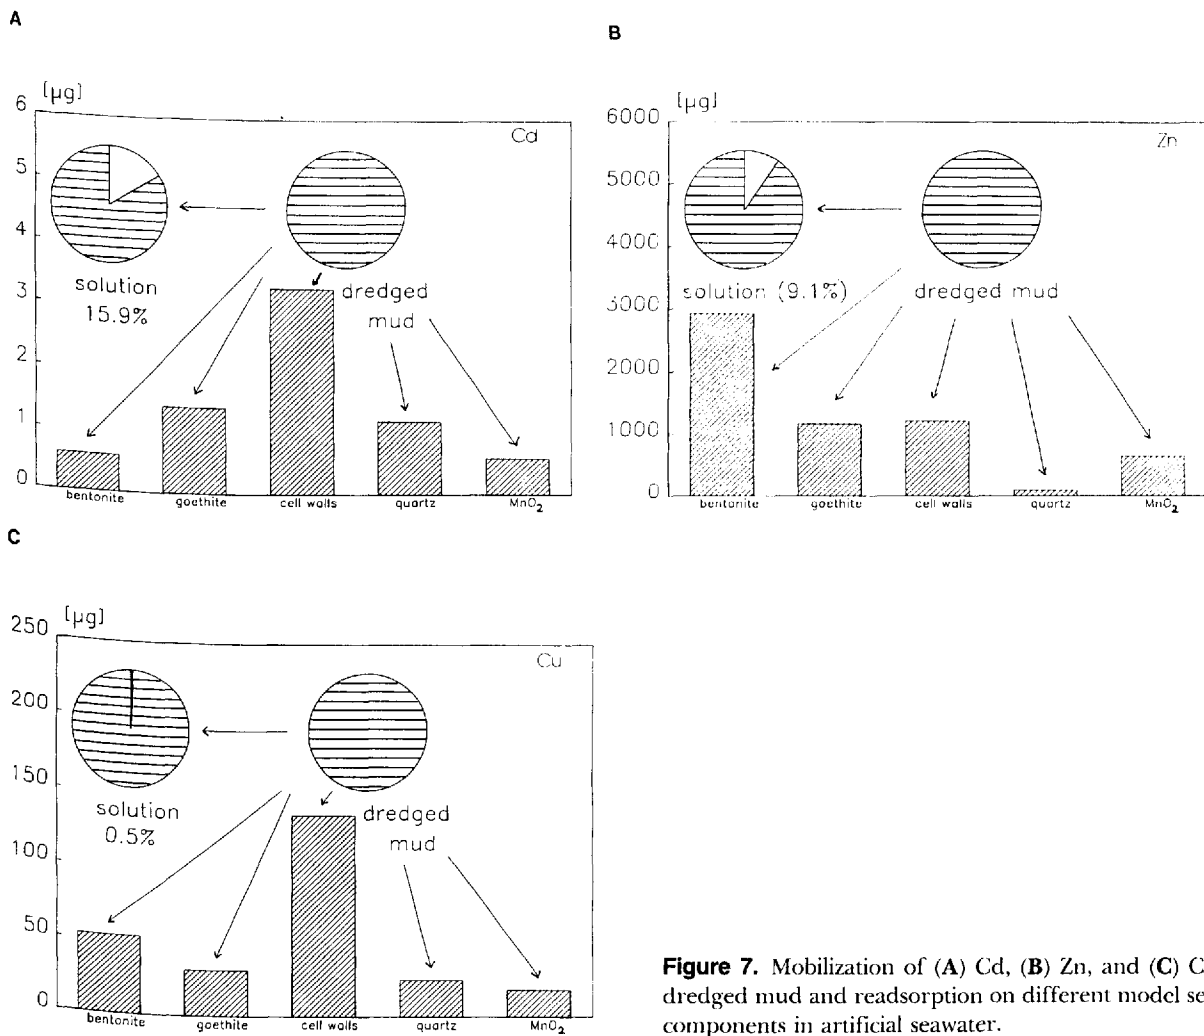 A
[µg]
6
5
4
3
2
1
0
Cd
solution
15.9%
dredged
mud
bentonite
goethite
cell walls
quartz
MnO₂
B
[µg]
6000
5000
4000
3000
2000
1000
0
Zn
solution (9.1%)
dredged mud
bentonite
goethite
cell walls
quartz
MnO₂
C
[µg]
250
200
150
100
50
0
Cu
solution
0.5%
dredged
mud
bentonite
goethite
cell walls
quartz
MnO₂
Figure 7. Mobilization of (A) Cd, (B) Zn, and (C)
dredged mud and readsorption on different model
components in artificial seawater.